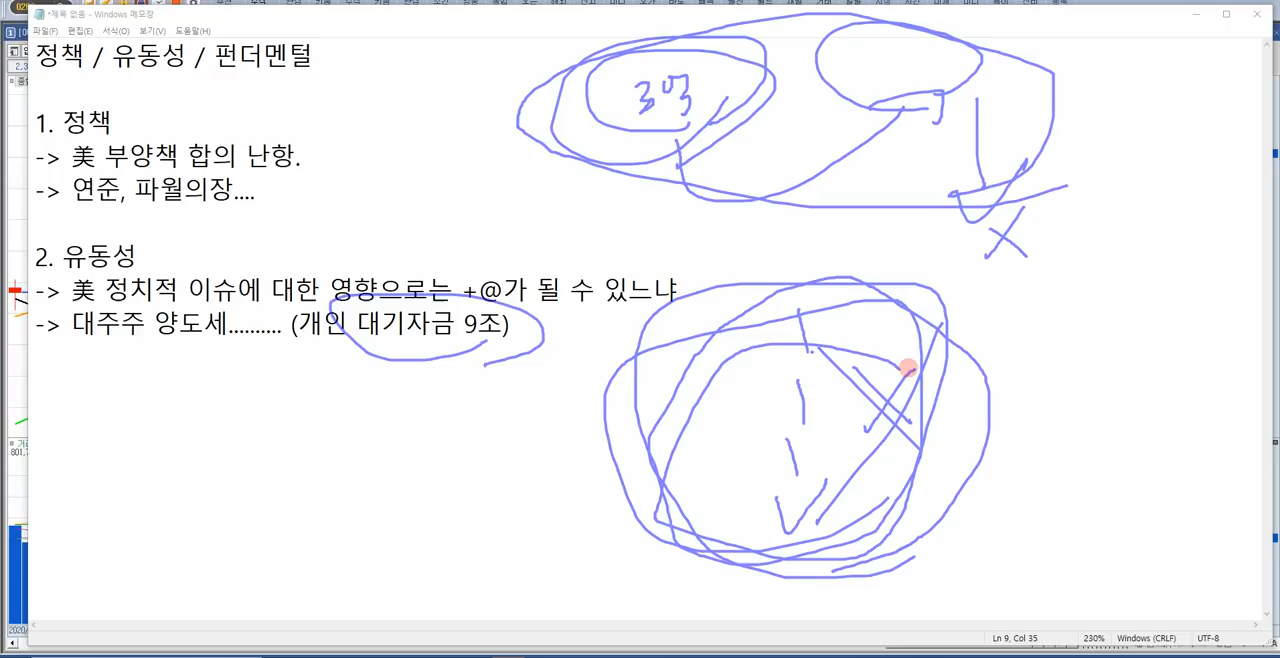 *제목 없음 - Windows 메모장
파일(F) 편집(E) 서식(O) 보기(V) 도움말(H)
정책 / 유동성 / 펀더멘털
3억
1. 정책
-> 美 부양책 합의 난항.
-> 연준, 파월의장....
2. 유동성
-> 美 정치적 이슈에 대한 영향으로는 +@가 될 수 있느냐
-> 대주주 양도세.......... (개인 대기자금 9조)
Ln 9, Col 35 230% Windows (CRLF) UTF-8